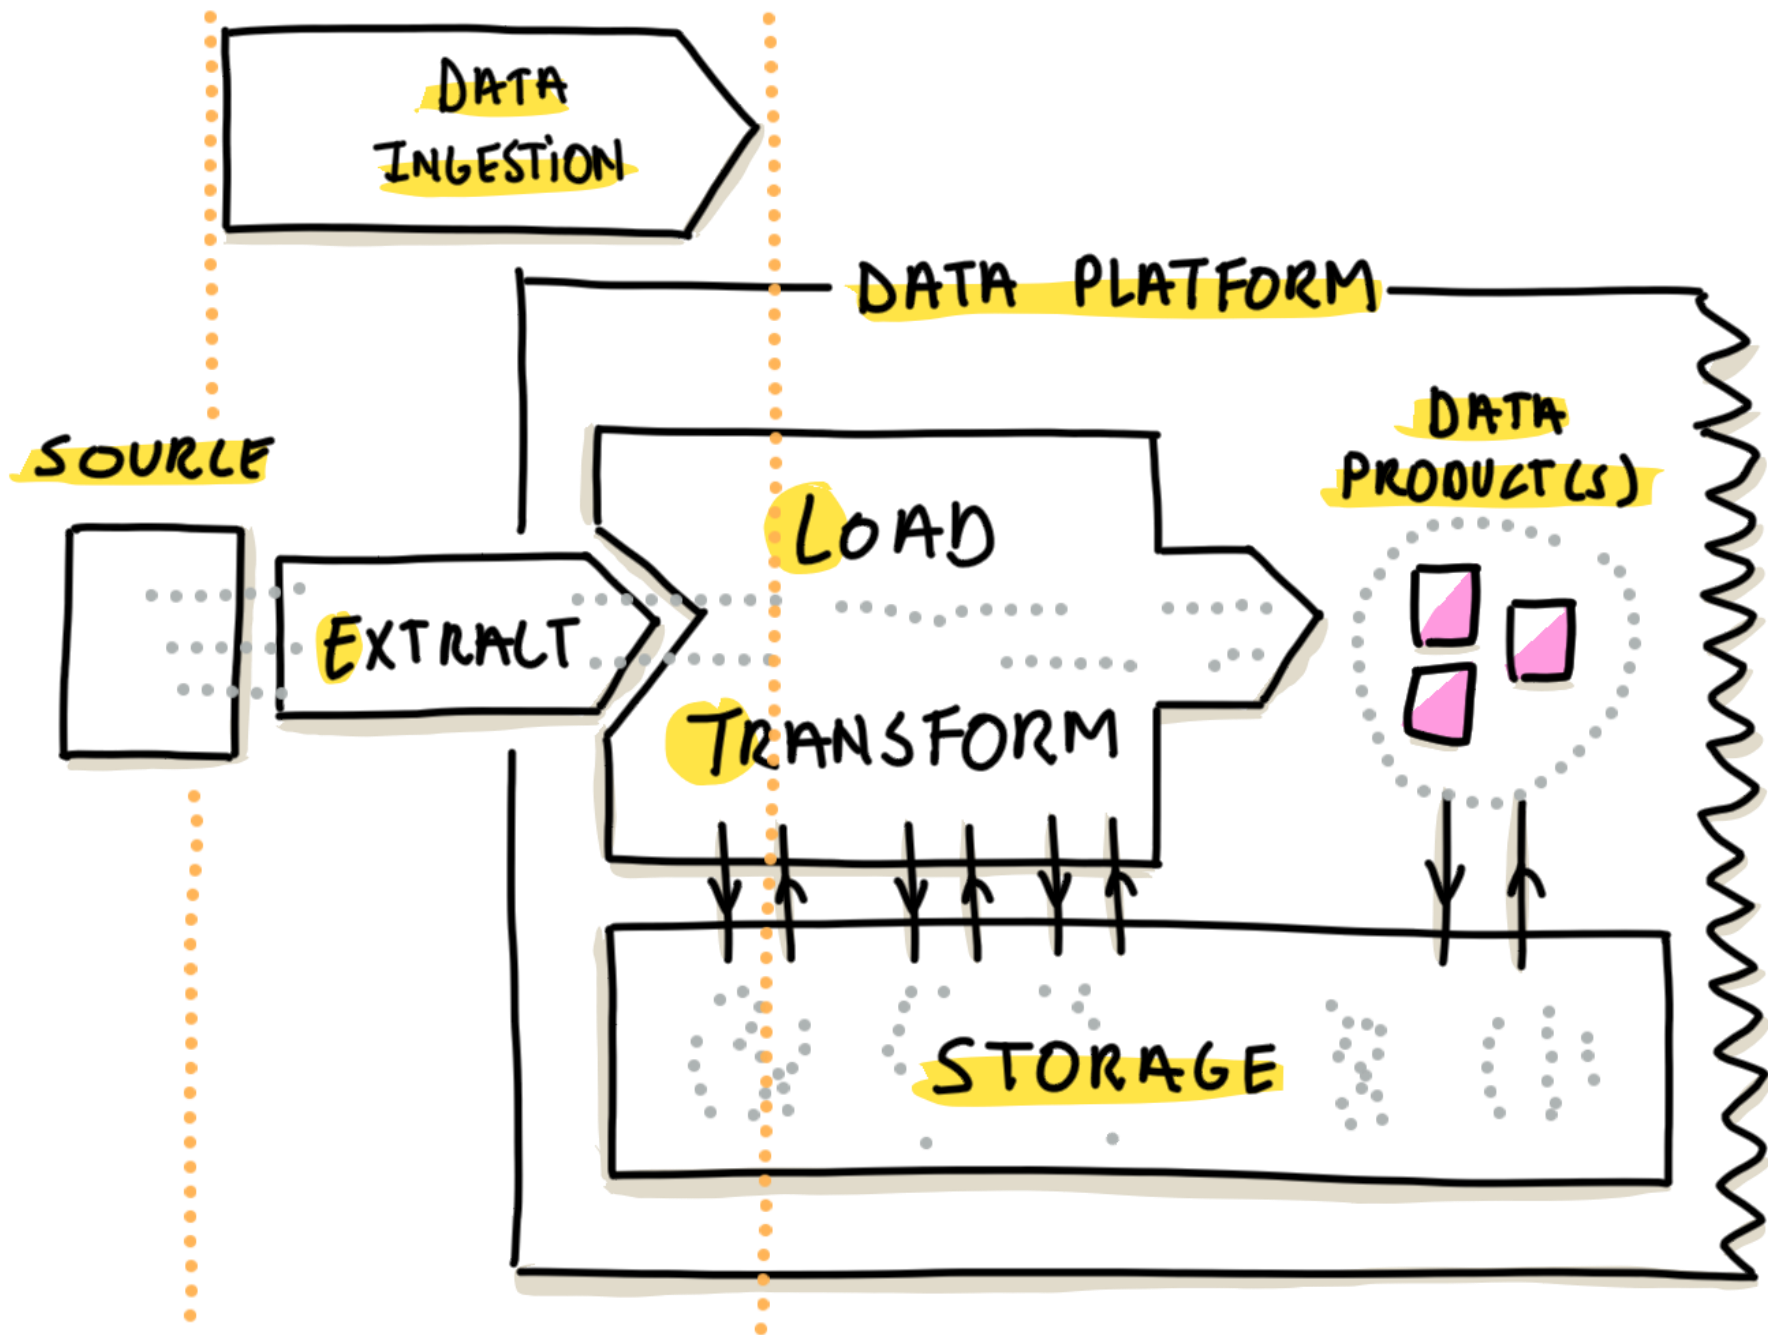 DATA
INGESTION
DATA PLATFORM
SOURCE
DATA
PRODUCT(S)
EXTRACT
LOAD
TRANSFORM
STORAGE